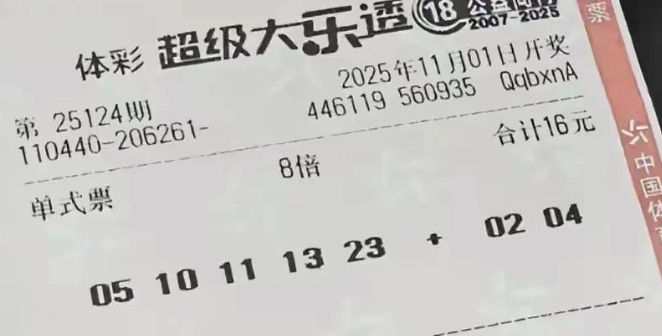 体彩 超级大乐透 18 公益
2007-2025
第 25124期 2025年11月01日开奖
110440-206261- 446119 560935 QqbxnA
8倍 合计16元
单式票
05 10 11 13 23 + 02 04
票
中国体